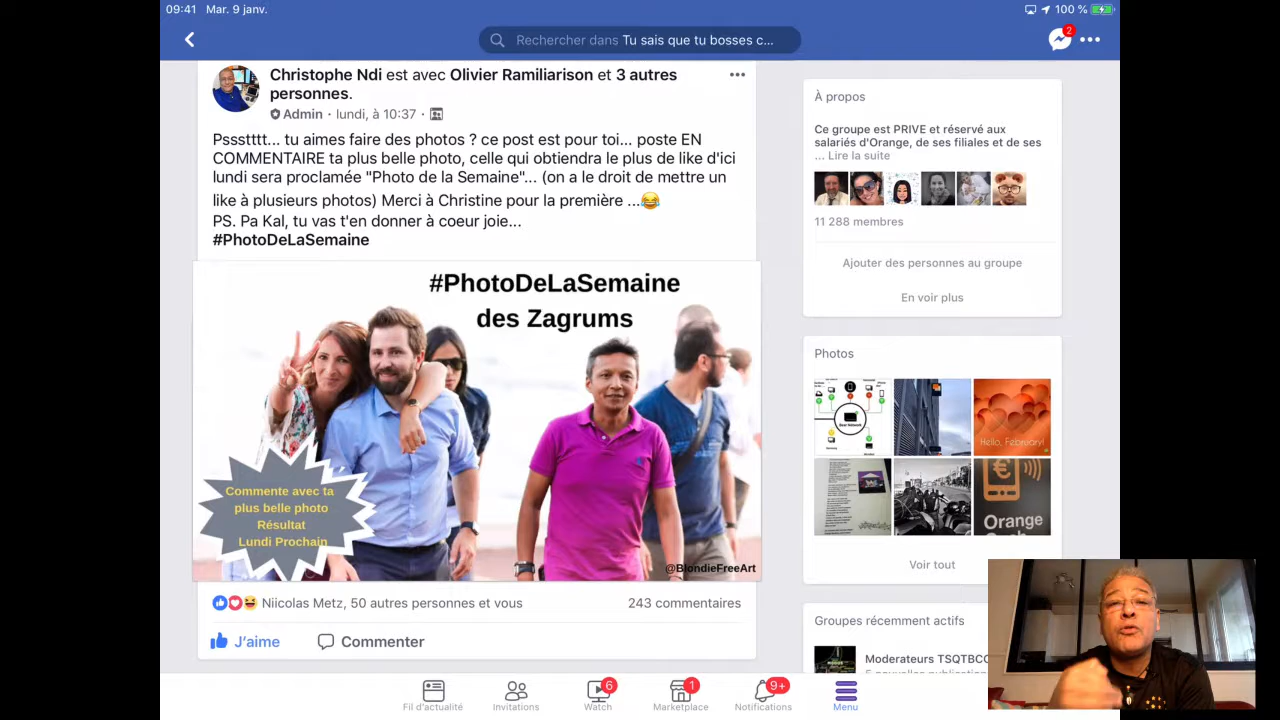 09:41 Mar. 9 janv.
100 %
Rechercher dans Tu sais que tu bosses c...
2
Christophe Ndi est avec Olivier Ramiliarison et 3 autres
personnes.
Admin · lundi, à 10:37 ·
Pssstttt... tu aimes faire des photos ? ce post est pour toi... poste EN
COMMENTAIRE ta plus belle photo, celle qui obtiendra le plus de like d'ici
lundi sera proclamée "Photo de la Semaine"... (on a le droit de mettre un
like à plusieurs photos) Merci à Christine pour la première ...😂
PS. Pa Kal, tu vas t'en donner à coeur joie...
#PhotoDeLaSemaine
#PhotoDeLaSemaine
des Zagrums
Commente avec ta
plus belle photo
Résultat
Lundi Prochain
@BlondieFreeArt
Niicolas Metz, 50 autres personnes et vous
243 commentaires
J'aime
Commenter
À propos
Ce groupe est PRIVE et réservé aux
salariés d'Orange, de ses filiales et de ses
... Lire la suite
11 288 membres
Ajouter des personnes au groupe
En voir plus
Photos
Hello, February!
Orange
Voir tout
Groupes récemment actifs
Moderateurs TSQTBCO
Fil d'actualité
Invitations
6
Watch
1
Marketplace
9+
Notifications
Menu